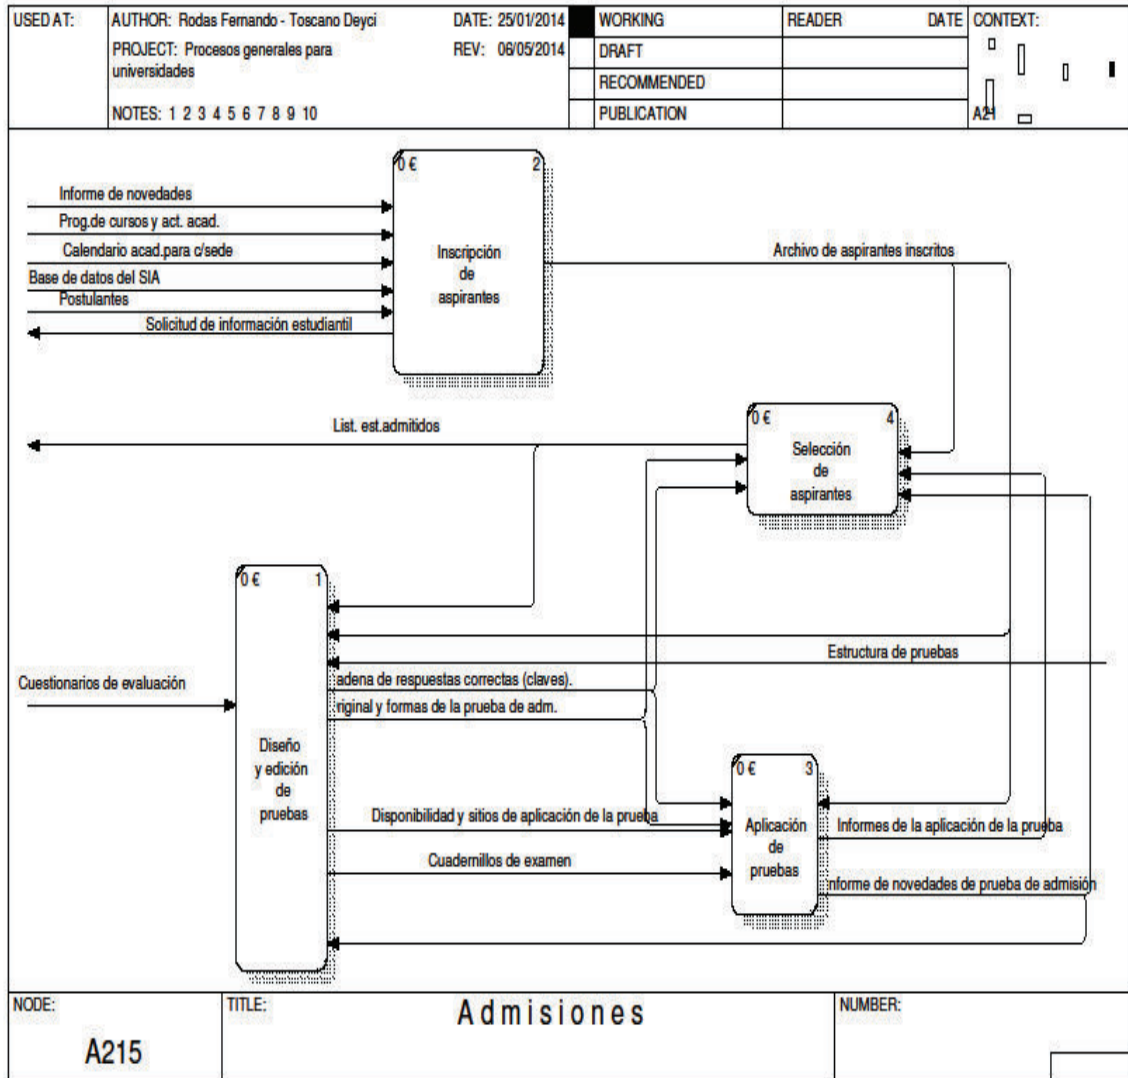 USED AT:
AUTHOR: Rodas Fernando - Toscano Deyci
DATE: 25/01/2014
PROJECT: Procesos generales para
universidades
REV: 06/05/2014
NOTES: 1 2 3 4 5 6 7 8 9 10
WORKING
DRAFT
RECOMMENDED
PUBLICATION
READER
DATE
CONTEXT:
A21
0 €
2
Inscripción
de
aspirantes
Informe de novedades
Prog.de cursos y act. acad.
Calendario acad.para c/sede
Base de datos del SIA
Postulantes
Solicitud de información estudiantil
Archivo de aspirantes inscritos
List. est.admitidos
0 €
4
Selección
de
aspirantes
0 €
1
Diseño
y edición
de
pruebas
Estructura de pruebas
Cuestionarios de evaluación
adena de respuestas correctas (claves).
riginal y formas de la prueba de adm.
0 €
3
Aplicación
de
pruebas
Disponibilidad y sitios de aplicación de la prueba
Informes de la aplicación de la prueba
Cuadernillos de examen
nforme de novedades de prueba de admisión
NODE:
A215
TITLE:
Admisiones
NUMBER: